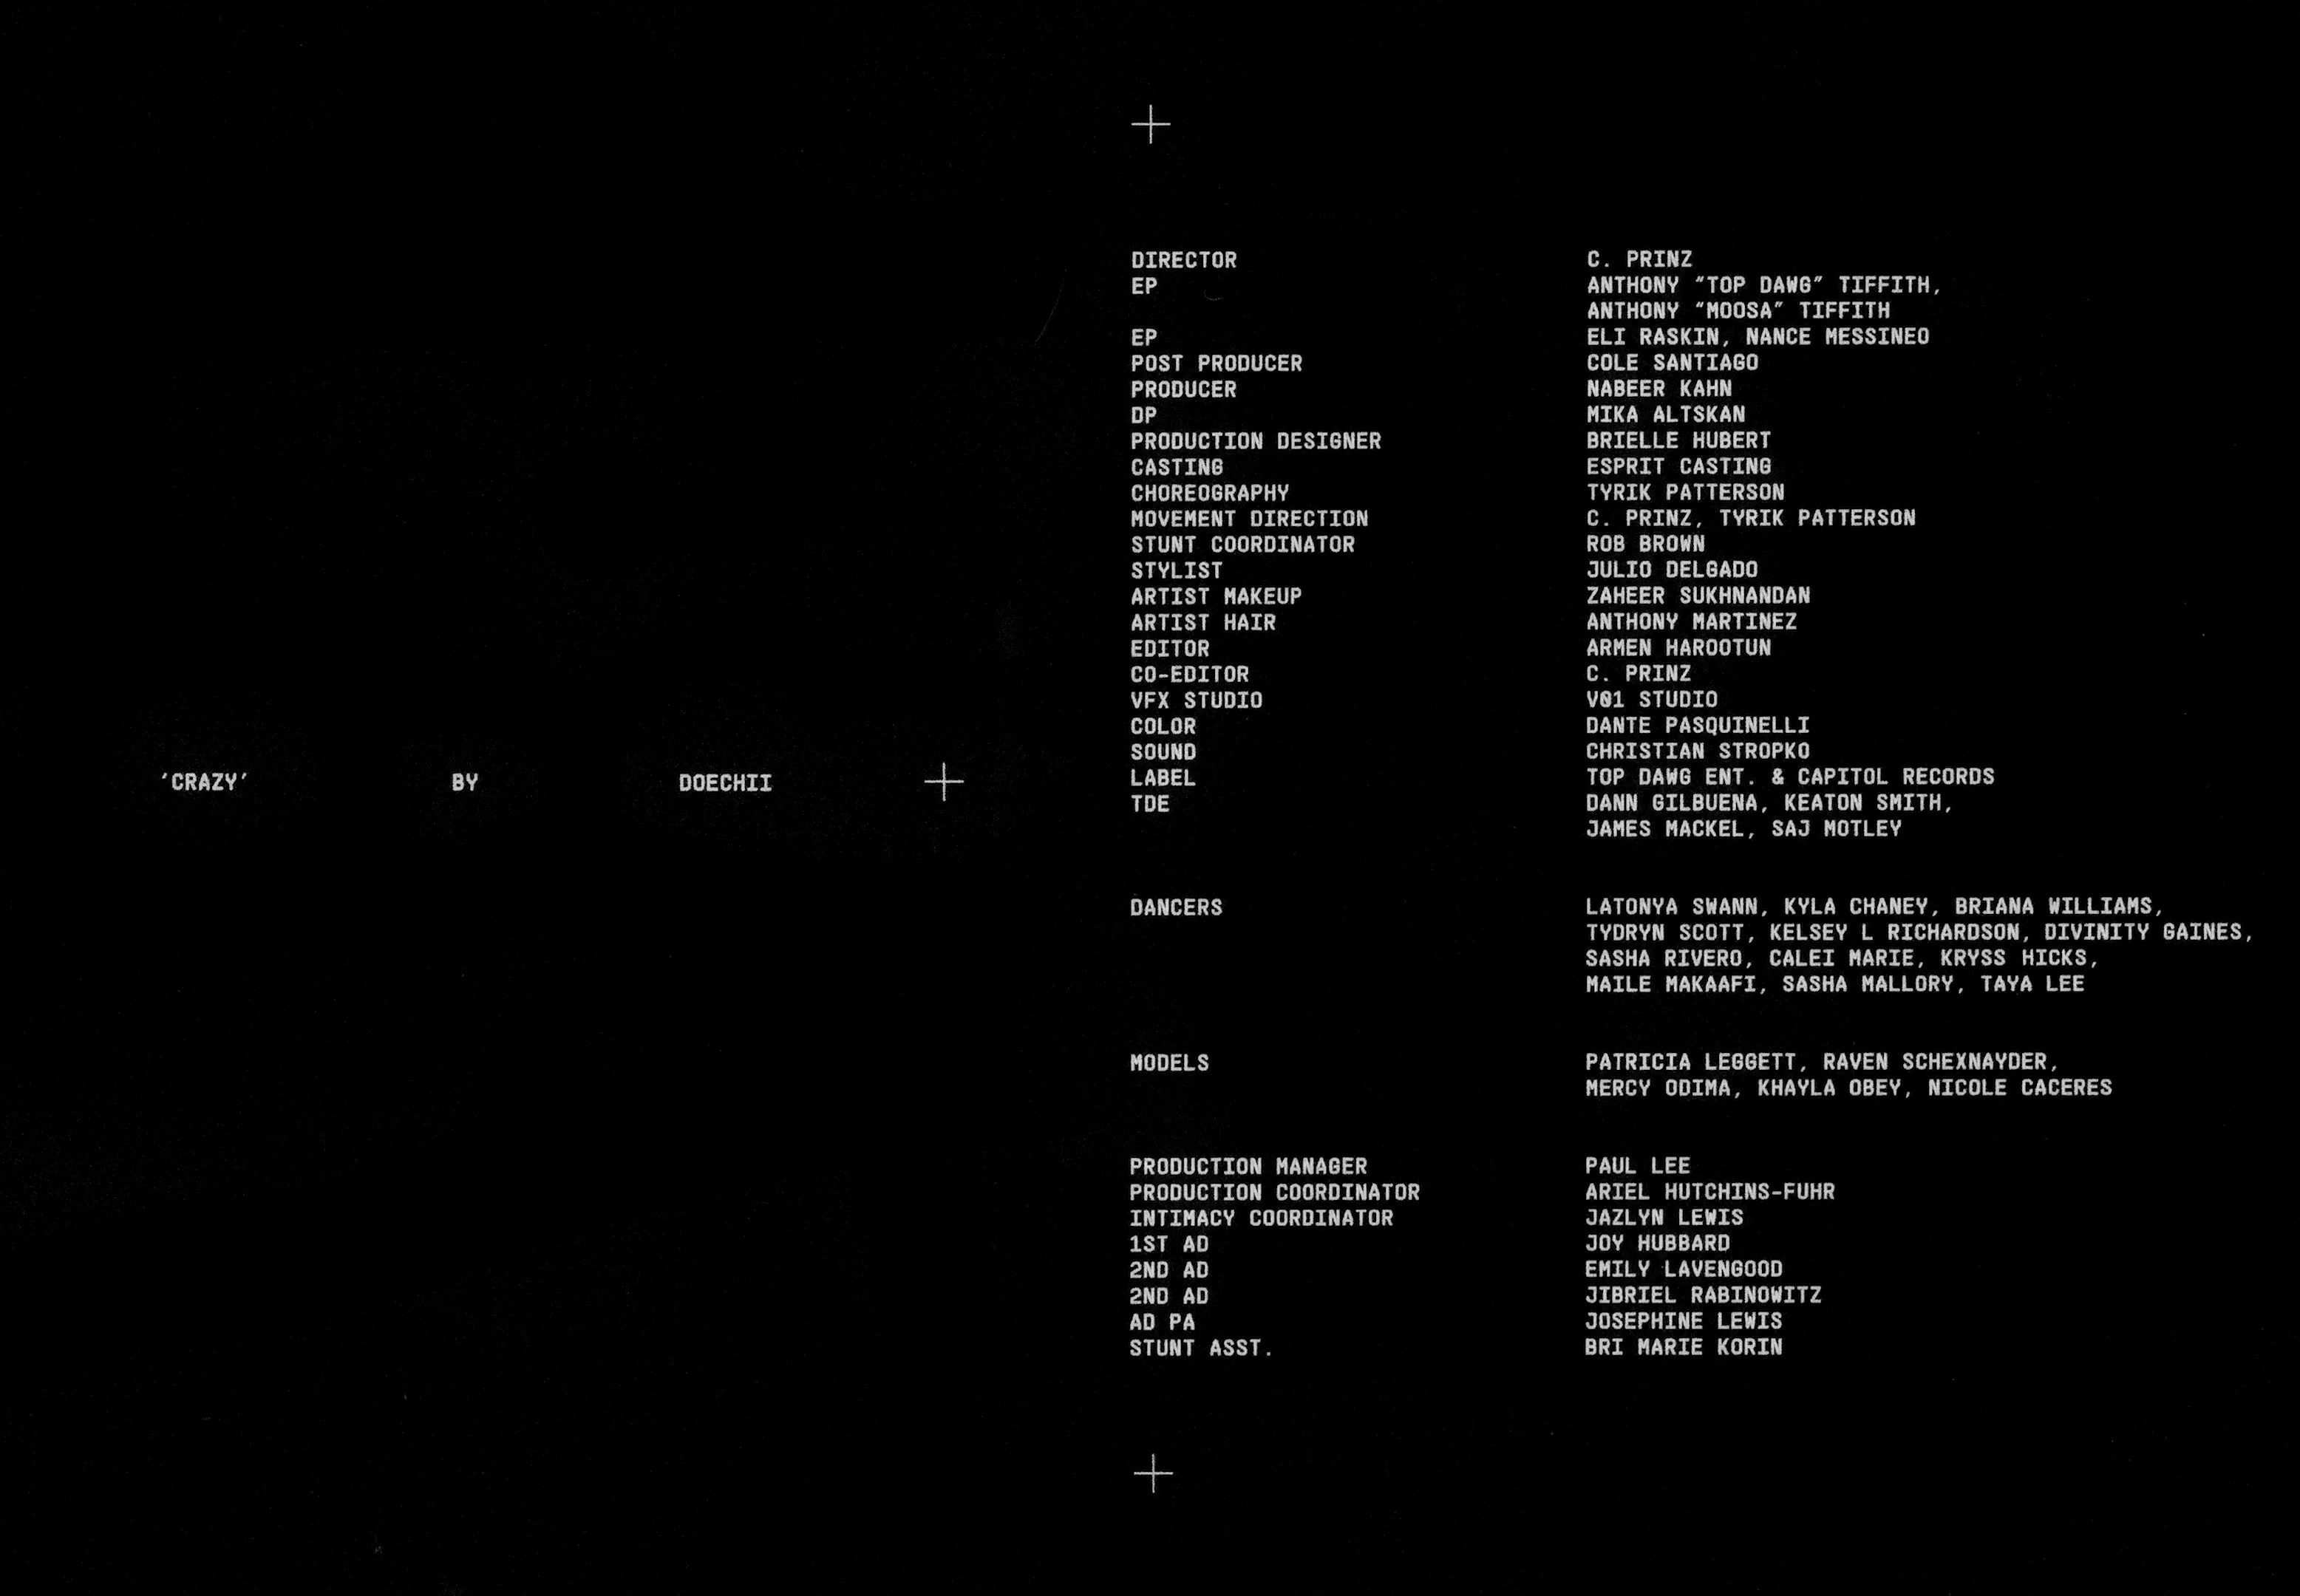 'CRAZY' BY DOECHII
DIRECTOR C. PRINZ
EP ANTHONY “TOP DAWG” TIFFITH,
ANTHONY “MOOSA” TIFFITH
EP ELI RASKIN, NANCE MESSINEO
POST PRODUCER COLE SANTIAGO
PRODUCER NABEER KAHN
DP MIKA ALTSKAN
PRODUCTION DESIGNER BRIELLE HUBERT
CASTING ESPRIT CASTING
CHOREOGRAPHY TYRIK PATTERSON
MOVEMENT DIRECTION C. PRINZ, TYRIK PATTERSON
STUNT COORDINATOR ROB BROWN
STYLIST JULIO DELGADO
ARTIST MAKEUP ZAHEER SUKHNANDAN
ARTIST HAIR ANTHONY MARTINEZ
EDITOR ARMEN HAROOTUN
CO-EDITOR C. PRINZ
VFX STUDIO V01 STUDIO
COLOR DANTE PASQUINELLI
SOUND CHRISTIAN STROPKO
LABEL TOP DAWG ENT. & CAPITOL RECORDS
TDE DANN GILBUENA, KEATON SMITH,
JAMES MACKEL, SAJ MOTLEY
DANCERS LATONYA SWANN, KYLA CHANEY, BRIANA WILLIAMS,
TYDRYN SCOTT, KELSEY L RICHARDSON, DIVINITY GAINES,
SASHA RIVERO, CALEI MARIE, KRYSS HICKS,
MAILE MAKAAFI, SASHA MALLORY, TAYA LEE
MODELS PATRICIA LEGGETT, RAVEN SCHEXNAYDER,
MERCY ODIMA, KHAYLA OBEY, NICOLE CACERES
PRODUCTION MANAGER PAUL LEE
PRODUCTION COORDINATOR ARIEL HUTCHINS-FUHR
INTIMACY COORDINATOR JAZLYN LEWIS
1ST AD JOY HUBBARD
2ND AD EMILY LAVENGOOD
2ND AD JIBRIEL RABINOWITZ
AD PA JOSEPHINE LEWIS
STUNT ASST. BRI MARIE KORIN